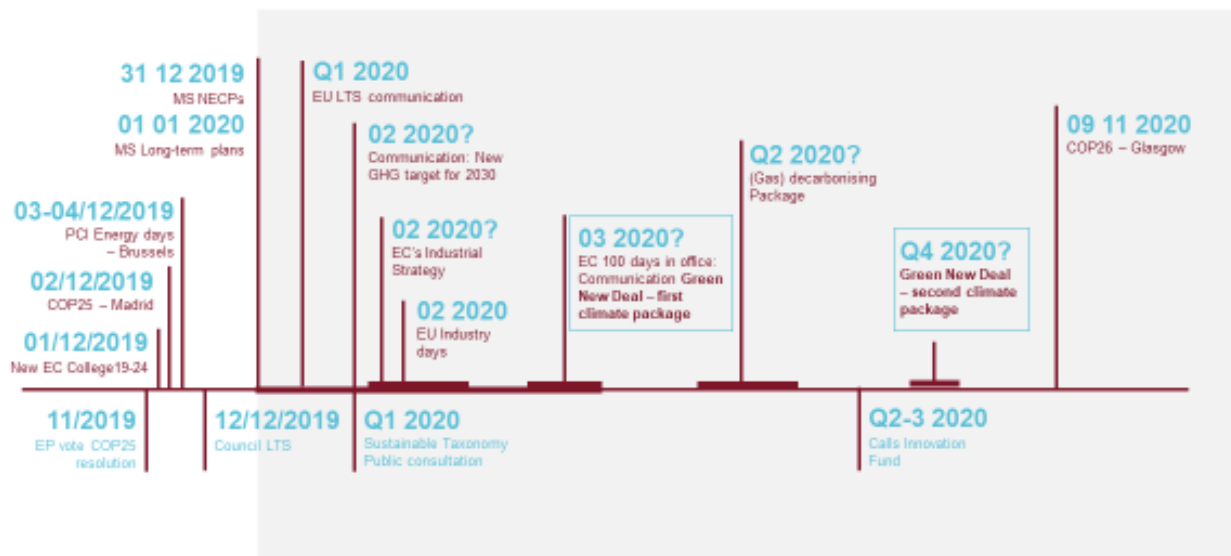 31 12 2019
MS NECPs
01 01 2020
MS Long-term plans
03-04/12/2019
PCI Energy days
– Brussels
02/12/2019
COP25 – Madrid
01/12/2019
New EC College19-24
Q1 2020
EU LTS communication
02 2020?
Communication: New
GHG target for 2030
02 2020?
EC's Industrial
Strategy
02 2020
EU Industry
days
03 2020?
EC 100 days in office:
Communication Green
New Deal – first
climate package
Q2 2020?
(Gas) decarbonising
Package
Q4 2020?
Green New Deal
– second climate
package
09 11 2020
COP26 – Glasgow
11/2019
EP vote COP25
resolution
12/12/2019
Council LTS
Q1 2020
Sustainable Taxonomy
Public consultation
Q2-3 2020
Calls Innovation
Fund